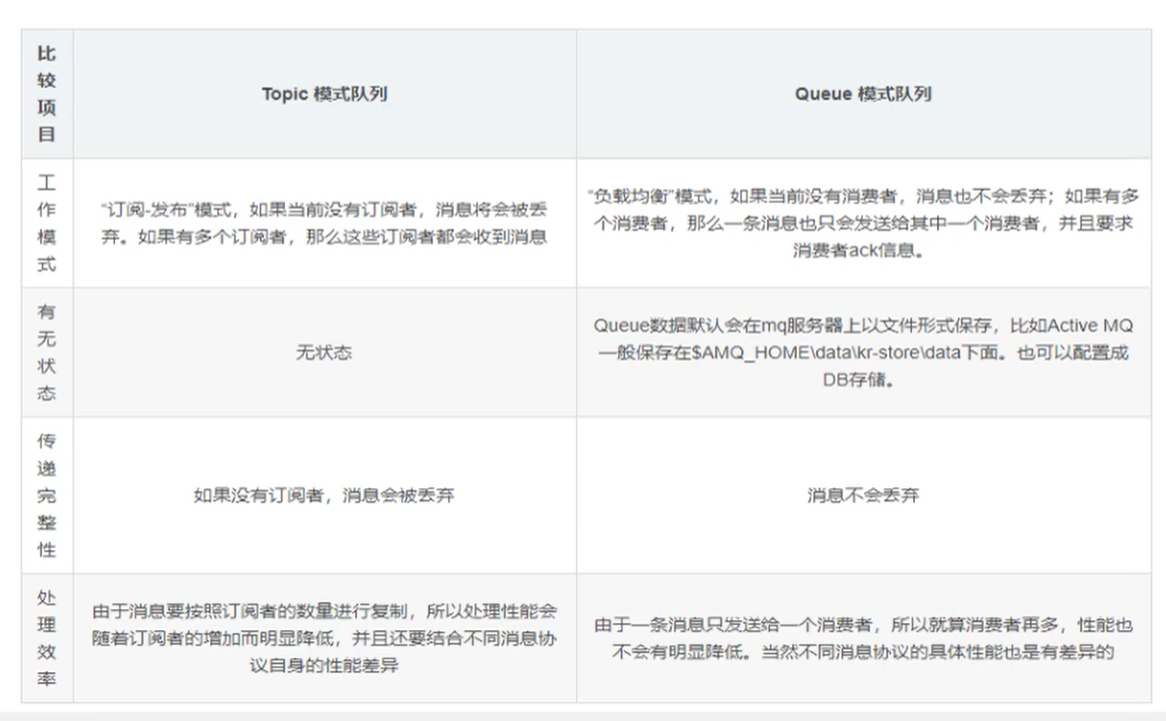 比
较
项
目
Topic 模式队列
Queue 模式队列
工
作
模
式
“订阅-发布”模式，如果当前没有订阅者，消息将会被丢
弃。如果有多个订阅者，那么这些订阅者都会收到消息
“负载均衡”模式，如果当前没有消费者，消息也不会丢弃；如果有多
个消费者，那么一条消息也只会发送给其中一个消费者，并且要求
消费者ack信息。
有
无
状
态
无状态
Queue数据默认会在mq服务器上以文件形式保存，比如Active MQ
一般保存在$AMQ_HOME\data\kr-store\data下面。也可以配置成
DB存储。
传
递
完
整
性
如果没有订阅者，消息会被丢弃
消息不会丢弃
处
理
效
率
由于消息要按照订阅者的数量进行复制，所以处理性能会
随着订阅者的增加而明显降低，并且还要结合不同消息协
议自身的性能差异
由于一条消息只发送给一个消费者，所以就算消费者再多，性能也
不会有明显降低。当然不同消息协议的具体性能也是有差异的